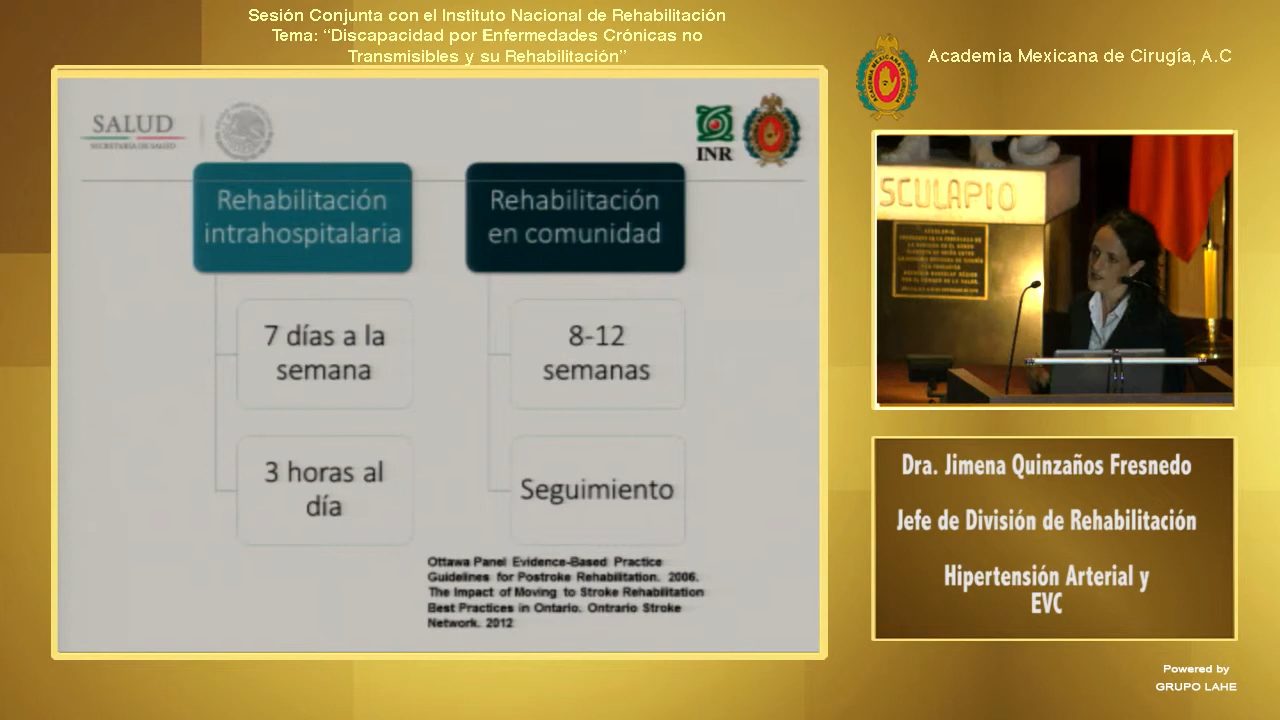 Sesión Conjunta con el Instituto Nacional de Rehabilitación
Tema: “Discapacidad por Enfermedades Crónicas no
Transmisibles y su Rehabilitación”
Academia Mexicana de Cirugía, A.C
SALUD
SECRETARÍA DE SALUD
INR
Rehabilitación
intrahospitalaria
7 días a la
semana
3 horas al
día
Rehabilitación
en comunidad
8-12
semanas
Seguimiento
Ottawa Panel Evidence-Based Practice
Guidelines for Postroke Rehabilitation. 2006.
The Impact of Moving to Stroke Rehabilitation
Best Practices in Ontario. Ontrario Stroke
Network. 2012
SCULAPIO
Dra. Jimena Quinzaños Fresnedo
Jefe de División de Rehabilitación
Hipertensión Arterial y
EVC
Powered by
GRUPO LAHE